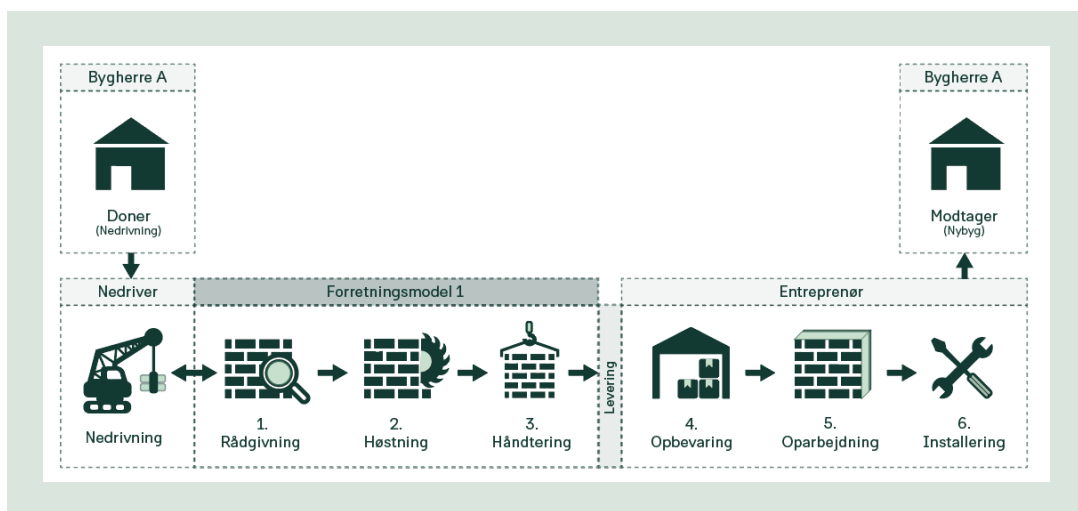 Bygherre A
Doner
(Nedrivning)
Bygherre A
Modtager
(Nybyg)
Nedriver
Forretningsmodel 1
Entreprenør
Nedrivning
1.
Rådgivning
2.
Høstning
3.
Håndtering
Levering
4.
Opbevaring
5.
Oparbejdning
6.
Installering